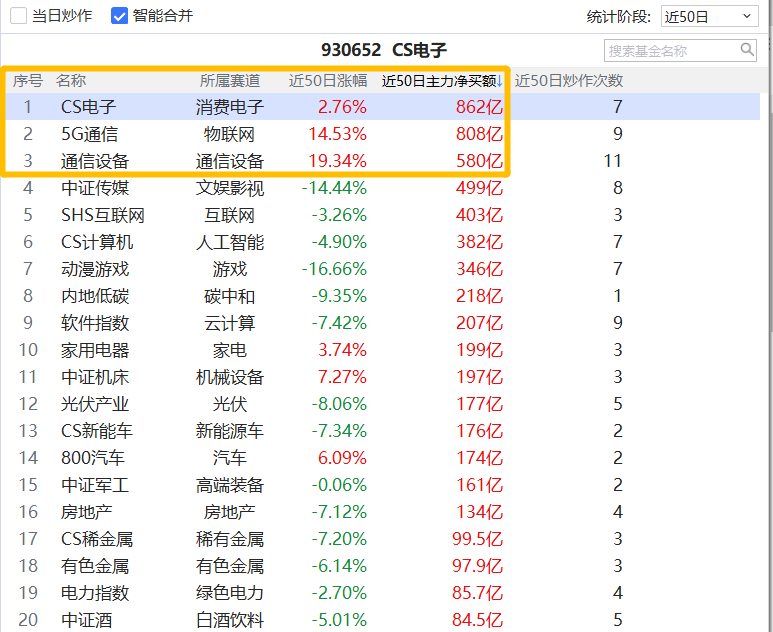 当日炒作 智能合并 统计阶段: 近50日
930652 CS电子 搜索基金名称
序号 名称 所属赛道 近50日涨幅 近50日主力净买额↓ 近50日炒作次数
1 CS电子 消费电子 2.76% 862亿 7
2 5G通信 物联网 14.53% 808亿 9
3 通信设备 通信设备 19.34% 580亿 11
4 中证传媒 文娱影视 -14.44% 499亿 8
5 SHS互联网 互联网 -3.26% 403亿 3
6 CS计算机 人工智能 -4.90% 382亿 7
7 动漫游戏 游戏 -16.66% 346亿 7
8 内地低碳 碳中和 -9.35% 218亿 1
9 软件指数 云计算 -7.42% 207亿 9
10 家用电器 家电 3.74% 199亿 3
11 中证机床 机械设备 7.27% 197亿 3
12 光伏产业 光伏 -8.06% 177亿 5
13 CS新能车 新能源车 -7.34% 176亿 2
14 800汽车 汽车 6.09% 174亿 2
15 中证军工 高端装备 -0.06% 161亿 2
16 房地产 房地产 -7.12% 134亿 4
17 CS稀金属 稀有金属 -7.20% 99.5亿 3
18 有色金属 有色金属 -6.14% 97.9亿 3
19 电力指数 绿色电力 -2.70% 85.7亿 4
20 中证酒 白酒饮料 -5.01% 84.5亿 5